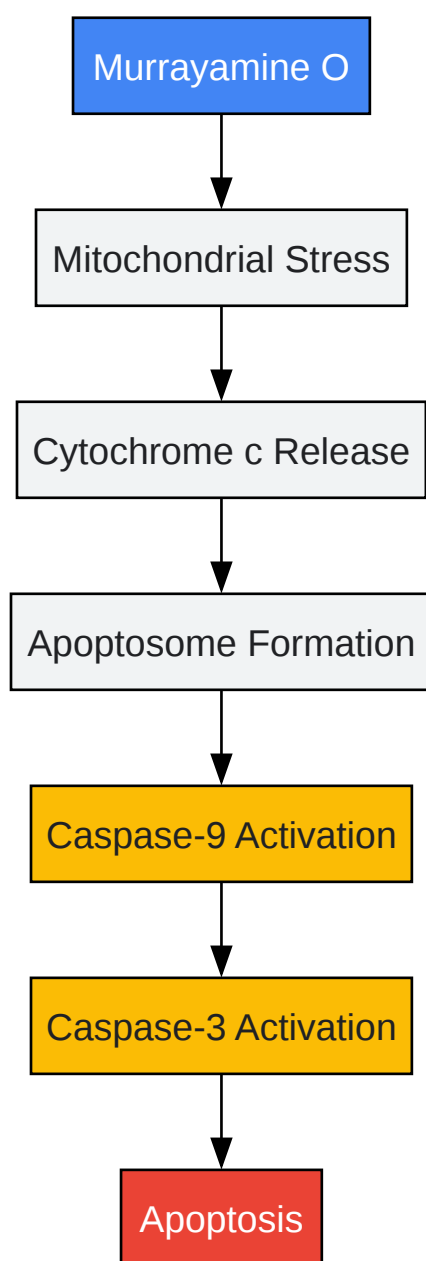 Murrayamine O
Mitochondrial Stress
Cytochrome c Release
Apoptosome Formation
Caspase-9 Activation
Caspase-3 Activation
Apoptosis